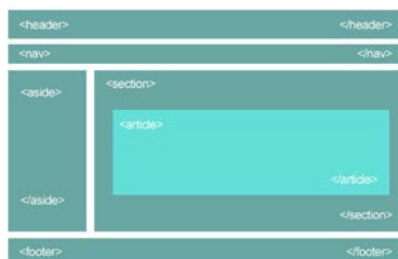 <header> </header>
<nav> </nav>
<aside>
<section>
<article>
</article>
</aside>
</section>
<footer> </footer>